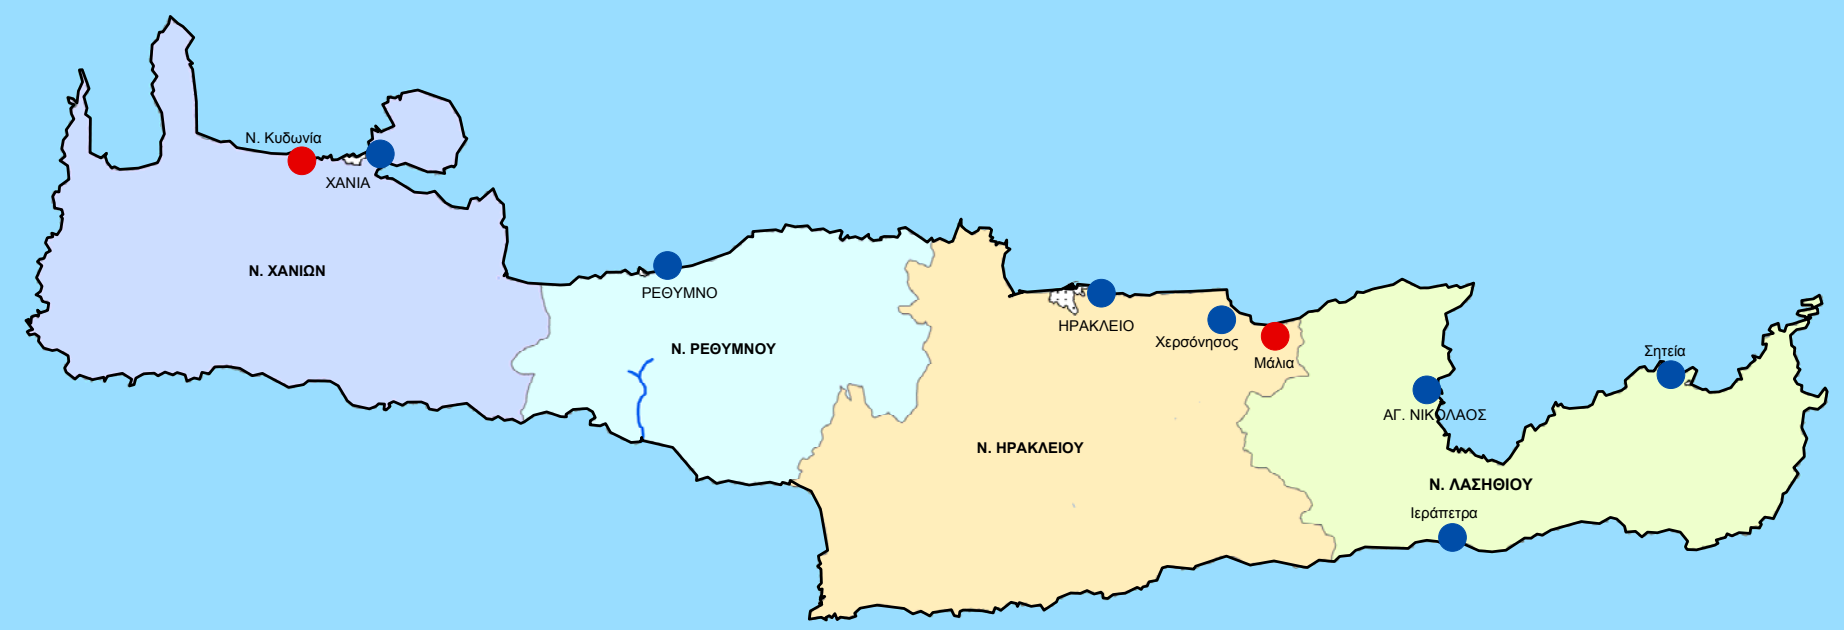 Ν. Κυδωνία
ΧΑΝΙΑ
Ν. ΧΑΝΙΩΝ
ΡΕΘΥΜΝΟ
Ν. ΡΕΘΥΜΝΟΥ
ΗΡΑΚΛΕΙΟ
Χερσόνησος
Μάλια
Σητεία
ΑΓ. ΝΙΚΟΛΑΟΣ
Ν. ΗΡΑΚΛΕΙΟΥ
Ν. ΛΑΣΗΘΙΟΥ
Ιεράπετρα